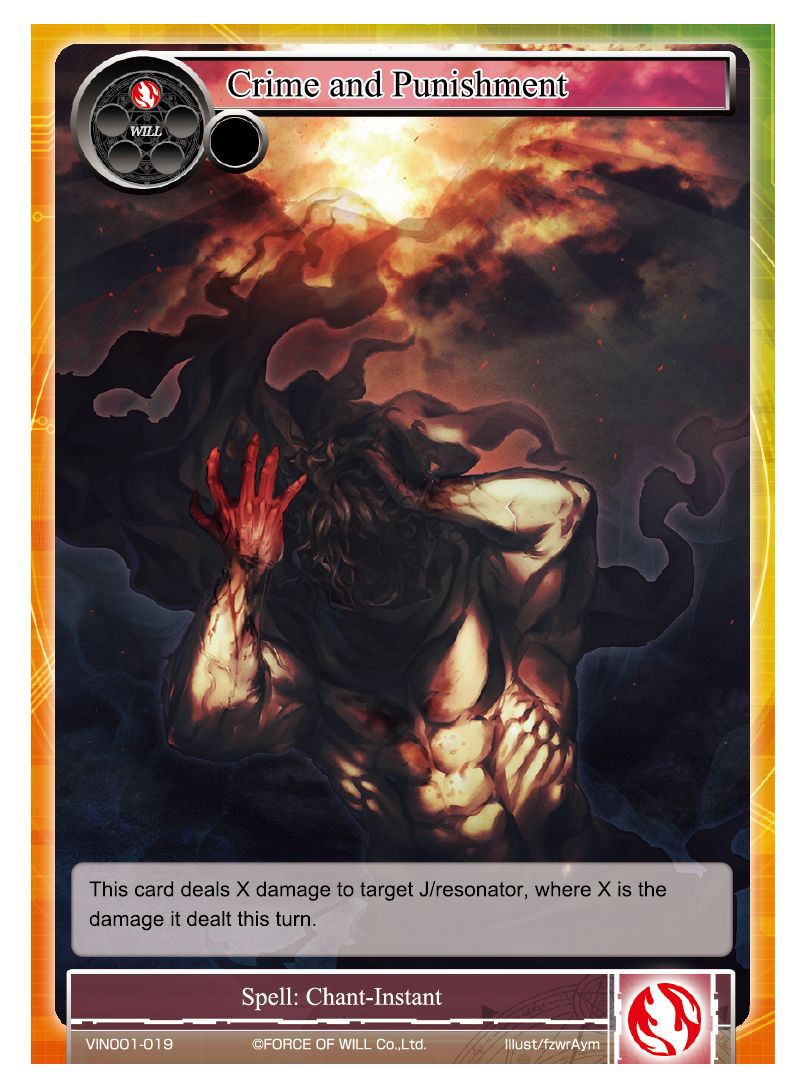 Crime and Punishment
WILL
This card deals X damage to target J/resonator, where X is the
damage it dealt this turn.
Spell: Chant-Instant
VIN001-019 ©FORCE OF WILL Co.,Ltd. Illust/fzwrAym